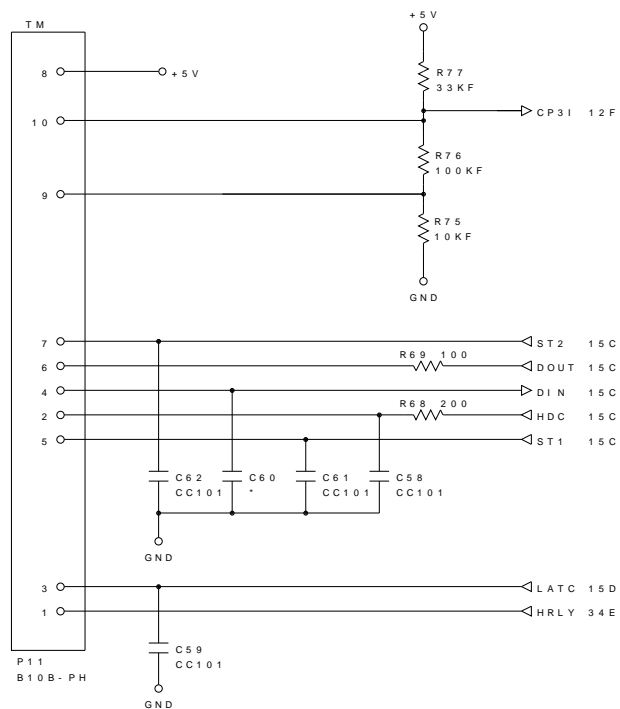 TM
+5V
8
+5V
R77
33KF
10
CP3I 12F
R76
100KF
9
R75
10KF
GND
7
ST2 15C
R69 100
6
DOUT 15C
4
DIN 15C
R68 200
2
HDC 15C
5
ST1 15C
C62
CC101
C60
*
C61
CC101
C58
CC101
GND
3
LATC 15D
1
HRLY 34E
C59
CC101
P11
B10B-PH
GND